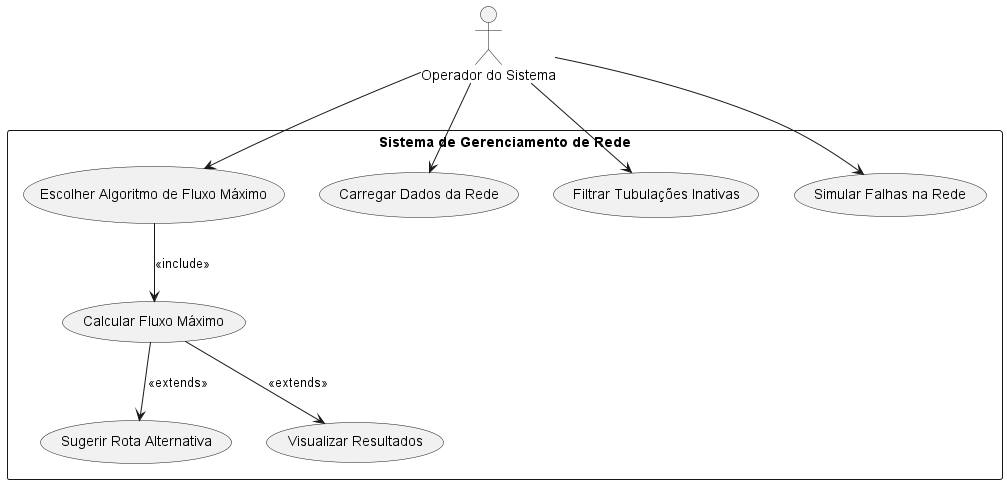 Operador do Sistema
Sistema de Gerenciamento de Rede
Escolher Algoritmo de Fluxo Máximo
Carregar Dados da Rede
Filtrar Tubulações Inativas
Simular Falhas na Rede
«include»
Calcular Fluxo Máximo
«extends»
«extends»
Sugerir Rota Alternativa
Visualizar Resultados